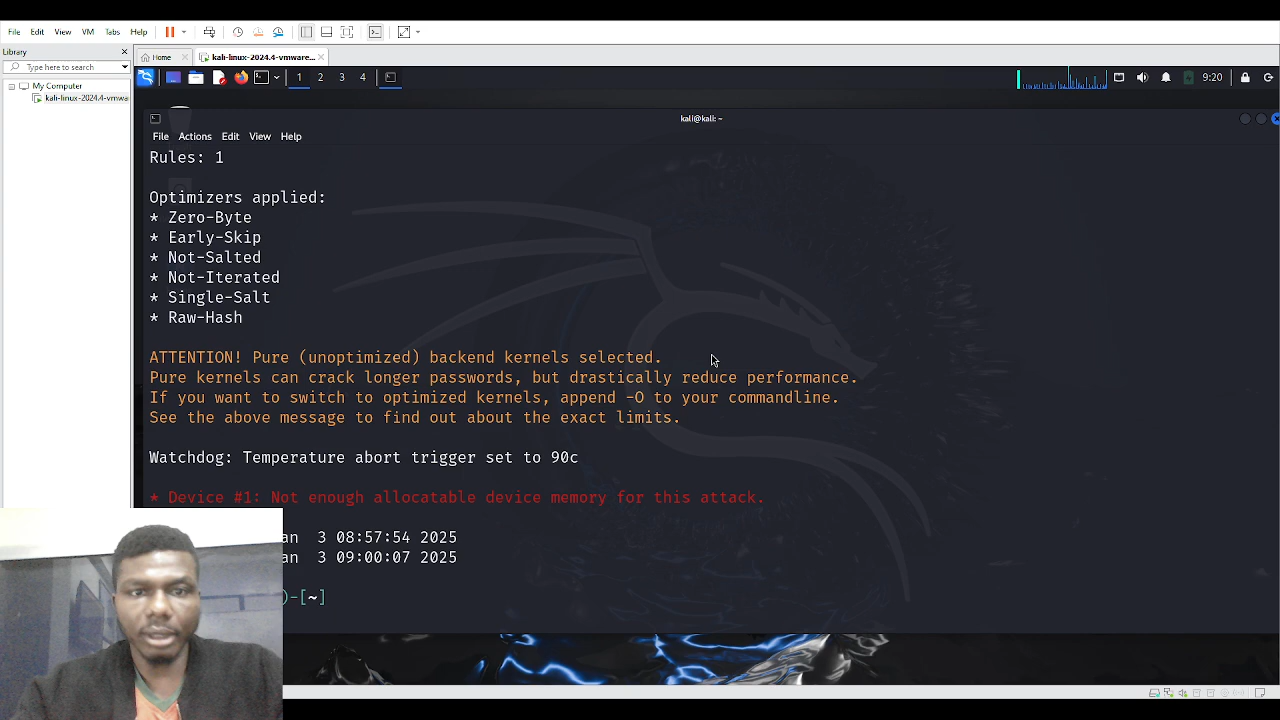 File Edit View VM Tabs Help
Library
Type here to search
Home
kali-linux-2024.4-vmware...
My Computer
kali-linux-2024.4-vmwa
1 2 3 4
9:20
kali@kali: ~
File Actions Edit View Help
Rules: 1
Optimizers applied:
* Zero-Byte
* Early-Skip
* Not-Salted
* Not-Iterated
* Single-Salt
* Raw-Hash
ATTENTION! Pure (unoptimized) backend kernels selected.
Pure kernels can crack longer passwords, but drastically reduce performance.
If you want to switch to optimized kernels, append -O to your commandline.
See the above message to find out about the exact limits.
Watchdog: Temperature abort trigger set to 90c
* Device #1: Not enough allocatable device memory for this attack.
an 3 08:57:54 2025
an 3 09:00:07 2025
)-[~]